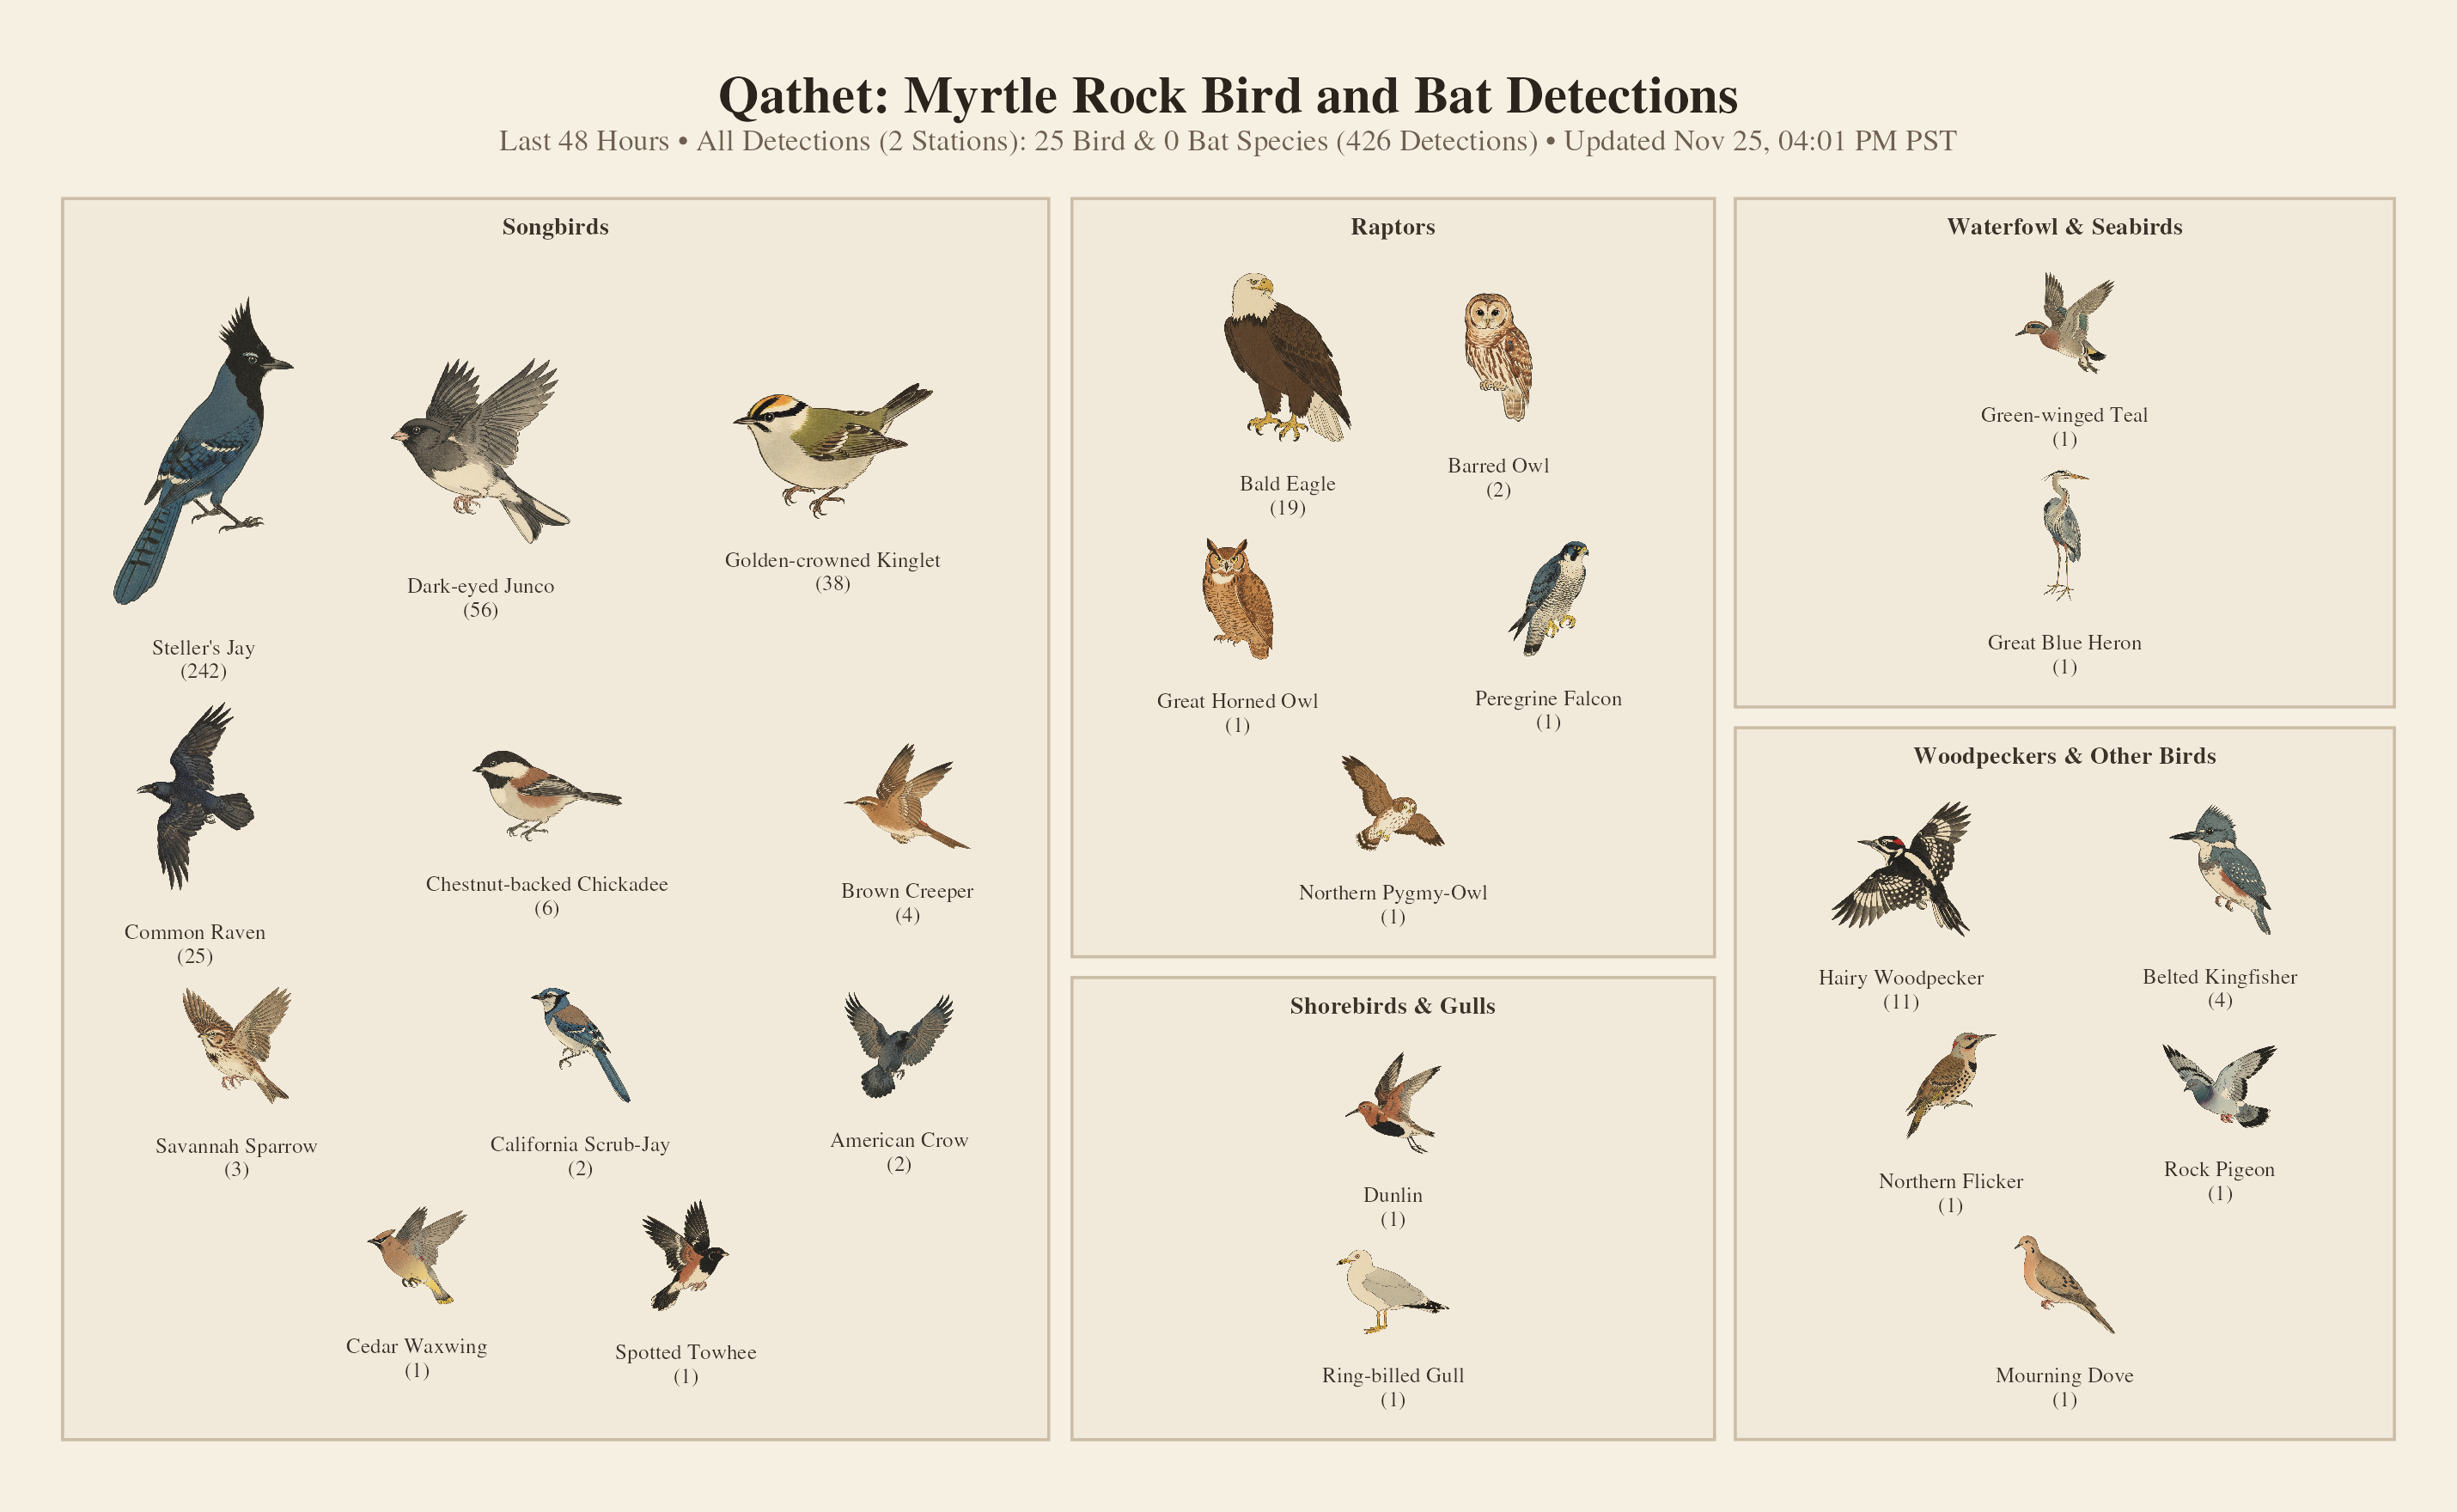 Qathet: Myrtle Rock Bird and Bat Detections
Last 48 Hours • All Detections (2 Stations): 25 Bird & 0 Bat Species (426 Detections) • Updated Nov 25, 04:01 PM PST
Songbirds
Steller's Jay
(242)
Dark-eyed Junco
(56)
Golden-crowned Kinglet
(38)
Common Raven
(25)
Chestnut-backed Chickadee
(6)
Brown Creeper
(4)
Savannah Sparrow
(3)
California Scrub-Jay
(2)
American Crow
(2)
Cedar Waxwing
(1)
Spotted Towhee
(1)
Raptors
Bald Eagle
(19)
Barred Owl
(2)
Great Horned Owl
(1)
Peregrine Falcon
(1)
Northern Pygmy-Owl
(1)
Shorebirds & Gulls
Dunlin
(1)
Ring-billed Gull
(1)
Waterfowl & Seabirds
Green-winged Teal
(1)
Great Blue Heron
(1)
Woodpeckers & Other Birds
Hairy Woodpecker
(11)
Belted Kingfisher
(4)
Northern Flicker
(1)
Rock Pigeon
(1)
Mourning Dove
(1)